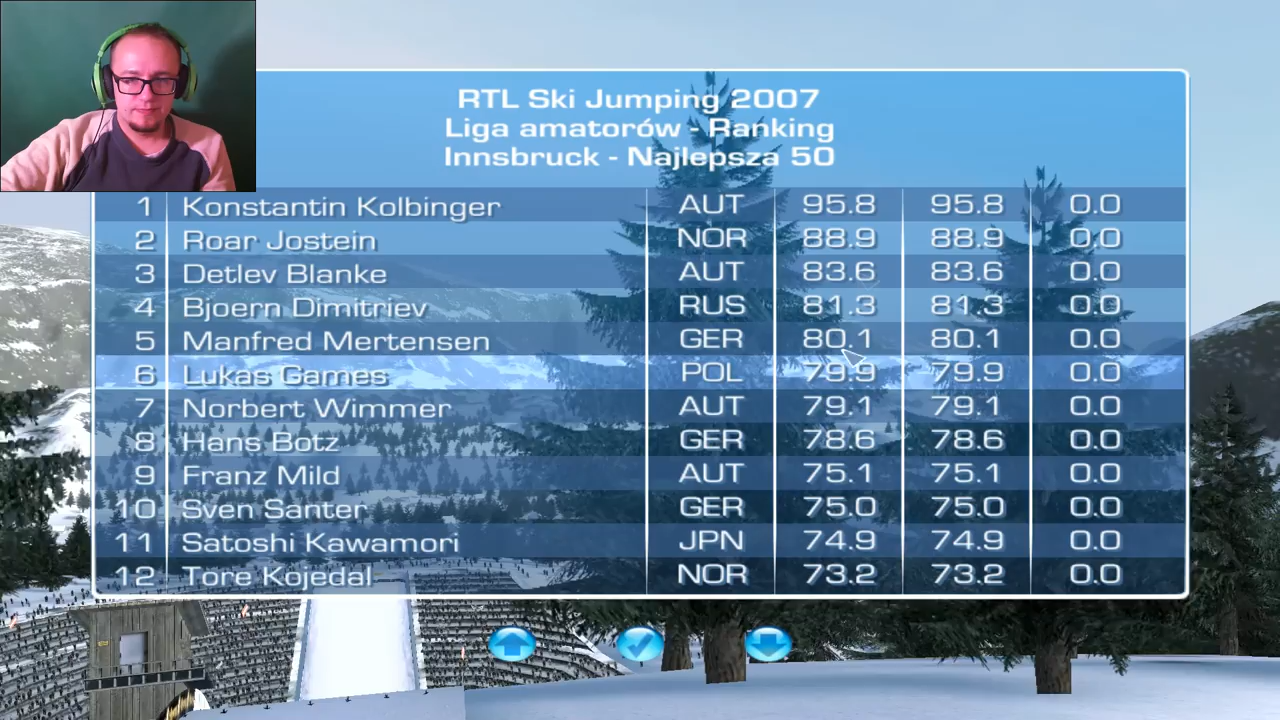 RTL Ski Jumping 2007
Liga amatorów - Ranking
Innsbruck - Najlepsza 50
1 Konstantin Kolbinger AUT 95.8 95.8 0.0
2 Roar Jostein NOR 88.9 88.9 0.0
3 Detlev Blanke AUT 83.6 83.6 0.0
4 Bjoern Dimitriev RUS 81.3 81.3 0.0
5 Manfred Mertensen GER 80.1 80.1 0.0
6 Lukas Games POL 79.9 79.9 0.0
7 Norbert Wimmer AUT 79.1 79.1 0.0
8 Hans Botz GER 78.6 78.6 0.0
9 Franz Mild AUT 75.1 75.1 0.0
10 Sven Santer GER 75.0 75.0 0.0
11 Satoshi Kawamori JPN 74.9 74.9 0.0
12 Tore Kojedal NOR 73.2 73.2 0.0